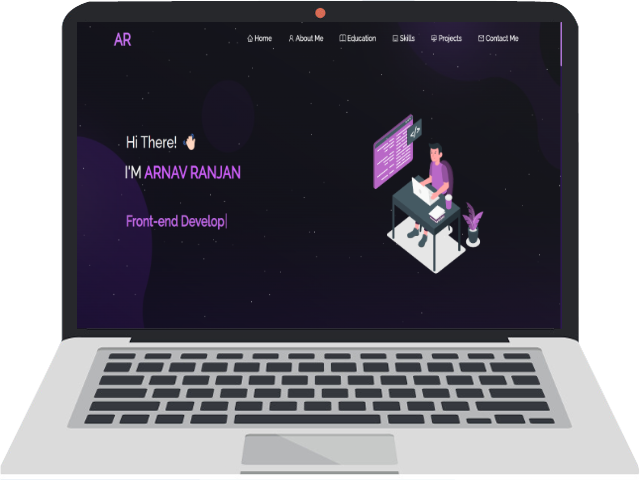 AR
Home About Me Education Skills Projects Contact Me
Hi There!
I'M ARNAV RANJAN
Front-end Develop|
</>